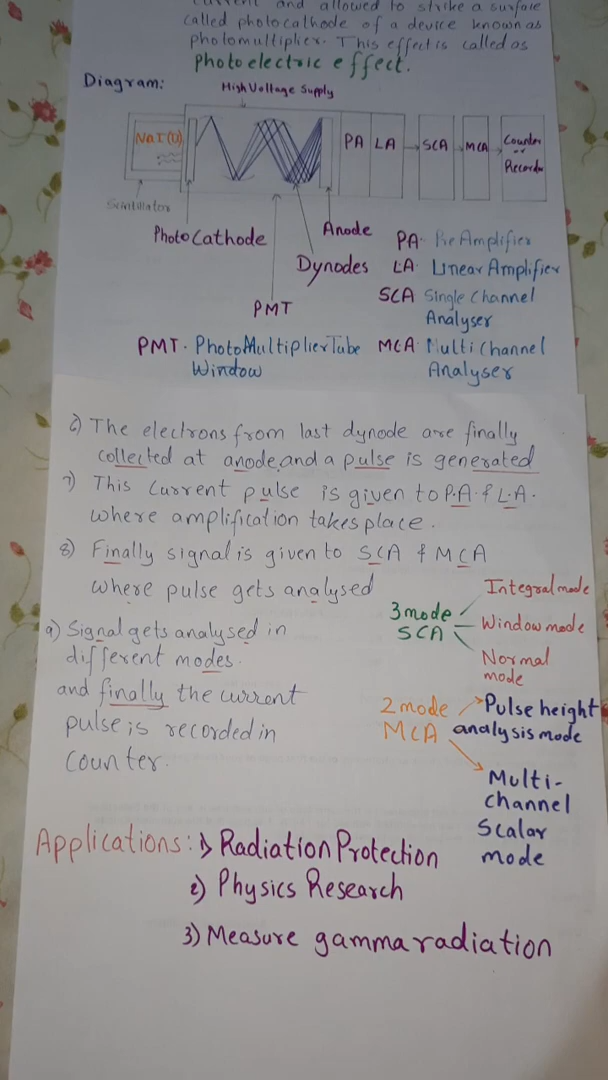 current and allowed to strike a surface
called photocathode of a device known as
photomultiplier. This effect is called as
photoelectric effect.
Diagram:
High Voltage Supply
NaI(Tl)
PA
LA
SCA
MCA
Counter
or
Recorder
Scintillator
Photo Cathode
Anode
Dynodes
PMT
PMT. PhotoMultiplierTube
Window
PA- PreAmplifier
LA- Linear Amplifier
SCA Single Channel
Analyser
MCA. Multi Channel
Analyser
6) The electrons from last dynode are finally
collected at anode,and a pulse is generated
7) This Current pulse is given to P.A. & L.A.
where amplification takes place.
8) Finally signal is given to SCA & MCA
where pulse gets analysed
9) Signal gets analysed in
different modes.
and finally the current
pulse is recorded in
Counter.
3 mode
SCA
Integral mode
Window mode
Normal
mode
2 mode
MCA
Pulse height
analysis mode
Multi-
channel
Scalar
mode
Applications: 1) Radiation Protection
2) Physics Research
3) Measure gamma radiation